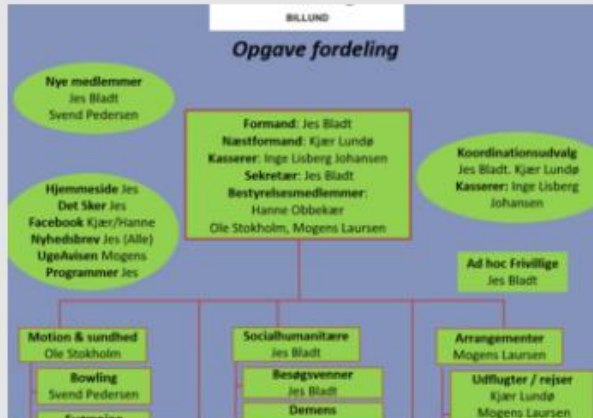 BILLUND
Opgave fordeling
Nye medlemmer
Jes Bladt
Svend Pedersen
Formand: Jes Bladt
Næstformand: Kjær Lundø
Kasserer: Inge Lisberg Johansen
Sekretær: Jes Bladt
Bestyrelsesmedlemmer:
Hanne Obbekær
Ole Stokholm, Mogens Laursen
Koordinationsudvalg
Jes Bladt. Kjær Lundø
Kasserer: Inge Lisberg
Johansen
Hjemmeside Jes
Det Sker Jes
Facebook Kjær/Hanne
Nyhedsbrev Jes (Alle)
UgeAvisen Mogens
Programmer Jes
Ad hoc Frivillige
Jes Bladt
Motion & sundhed
Ole Stokholm
Bowling
Svend Pedersen
Socialhumanitære
Jes Bladt
Besøgsvenner
Jes Bladt
Demens
Arrangementer
Mogens Laursen
Udflugter / rejser
Kjær Lundø
Mogens Laursen